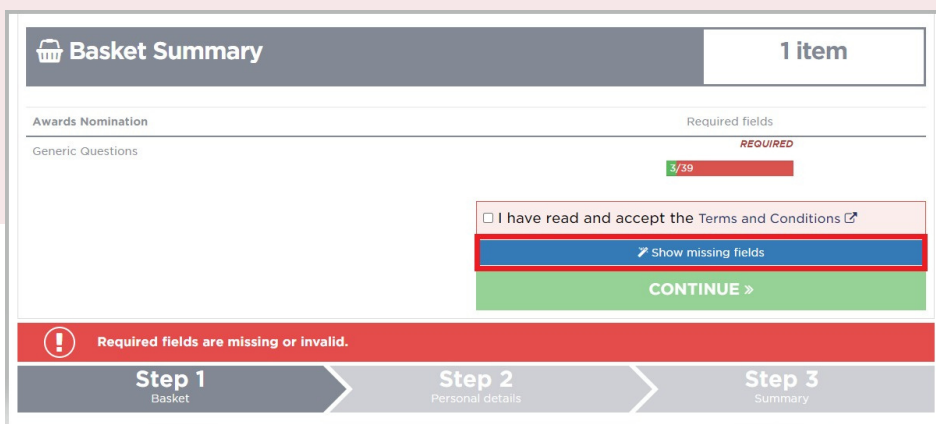 Basket Summary
1 item
Awards Nomination
Required fields
Generic Questions
REQUIRED
3/39
I have read and accept the Terms and Conditions
Show missing fields
CONTINUE »
Required fields are missing or invalid.
Step 1
Basket
Step 2
Personal details
Step 3
Summary